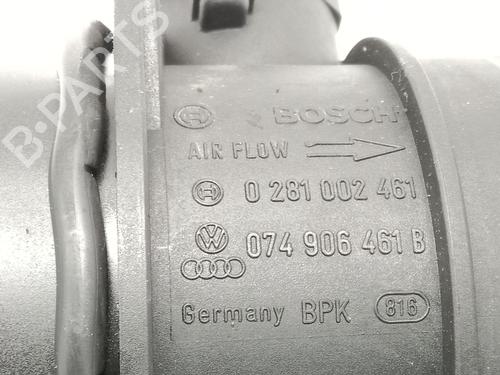 B-PARTS
BOSCH
AIR FLOW
0 281 002 461
074 906 461 B
Germany BPK 816